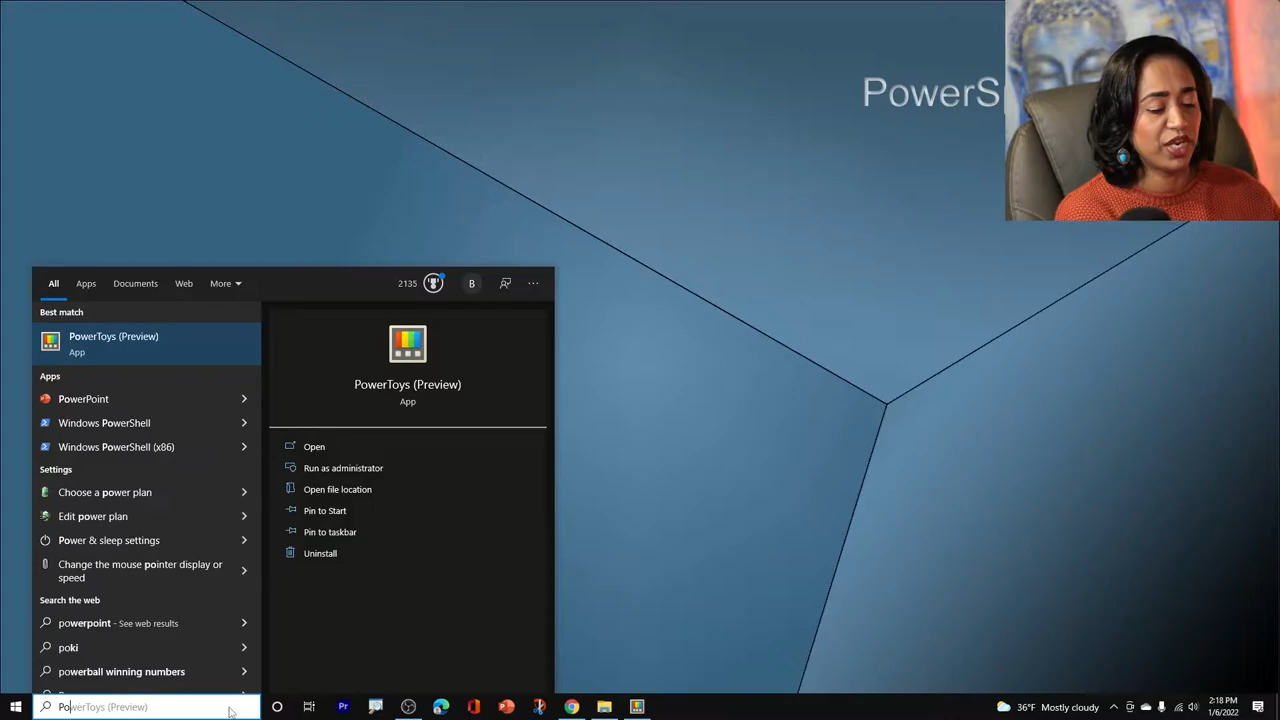 PowerS
All Apps Documents Web More 2135 B
Best match
PowerToys (Preview)
App
Apps
PowerPoint
Windows PowerShell
Windows PowerShell (x86)
Settings
Choose a power plan
Edit power plan
Power & sleep settings
Change the mouse pointer display or
speed
Search the web
powerpoint - See web results
poki
powerball winning numbers
PowerToys (Preview)
App
Open
Run as administrator
Open file location
Pin to Start
Pin to taskbar
Uninstall
PowerToys (Preview)
Pr
36°F Mostly cloudy
2:18 PM
1/6/2022